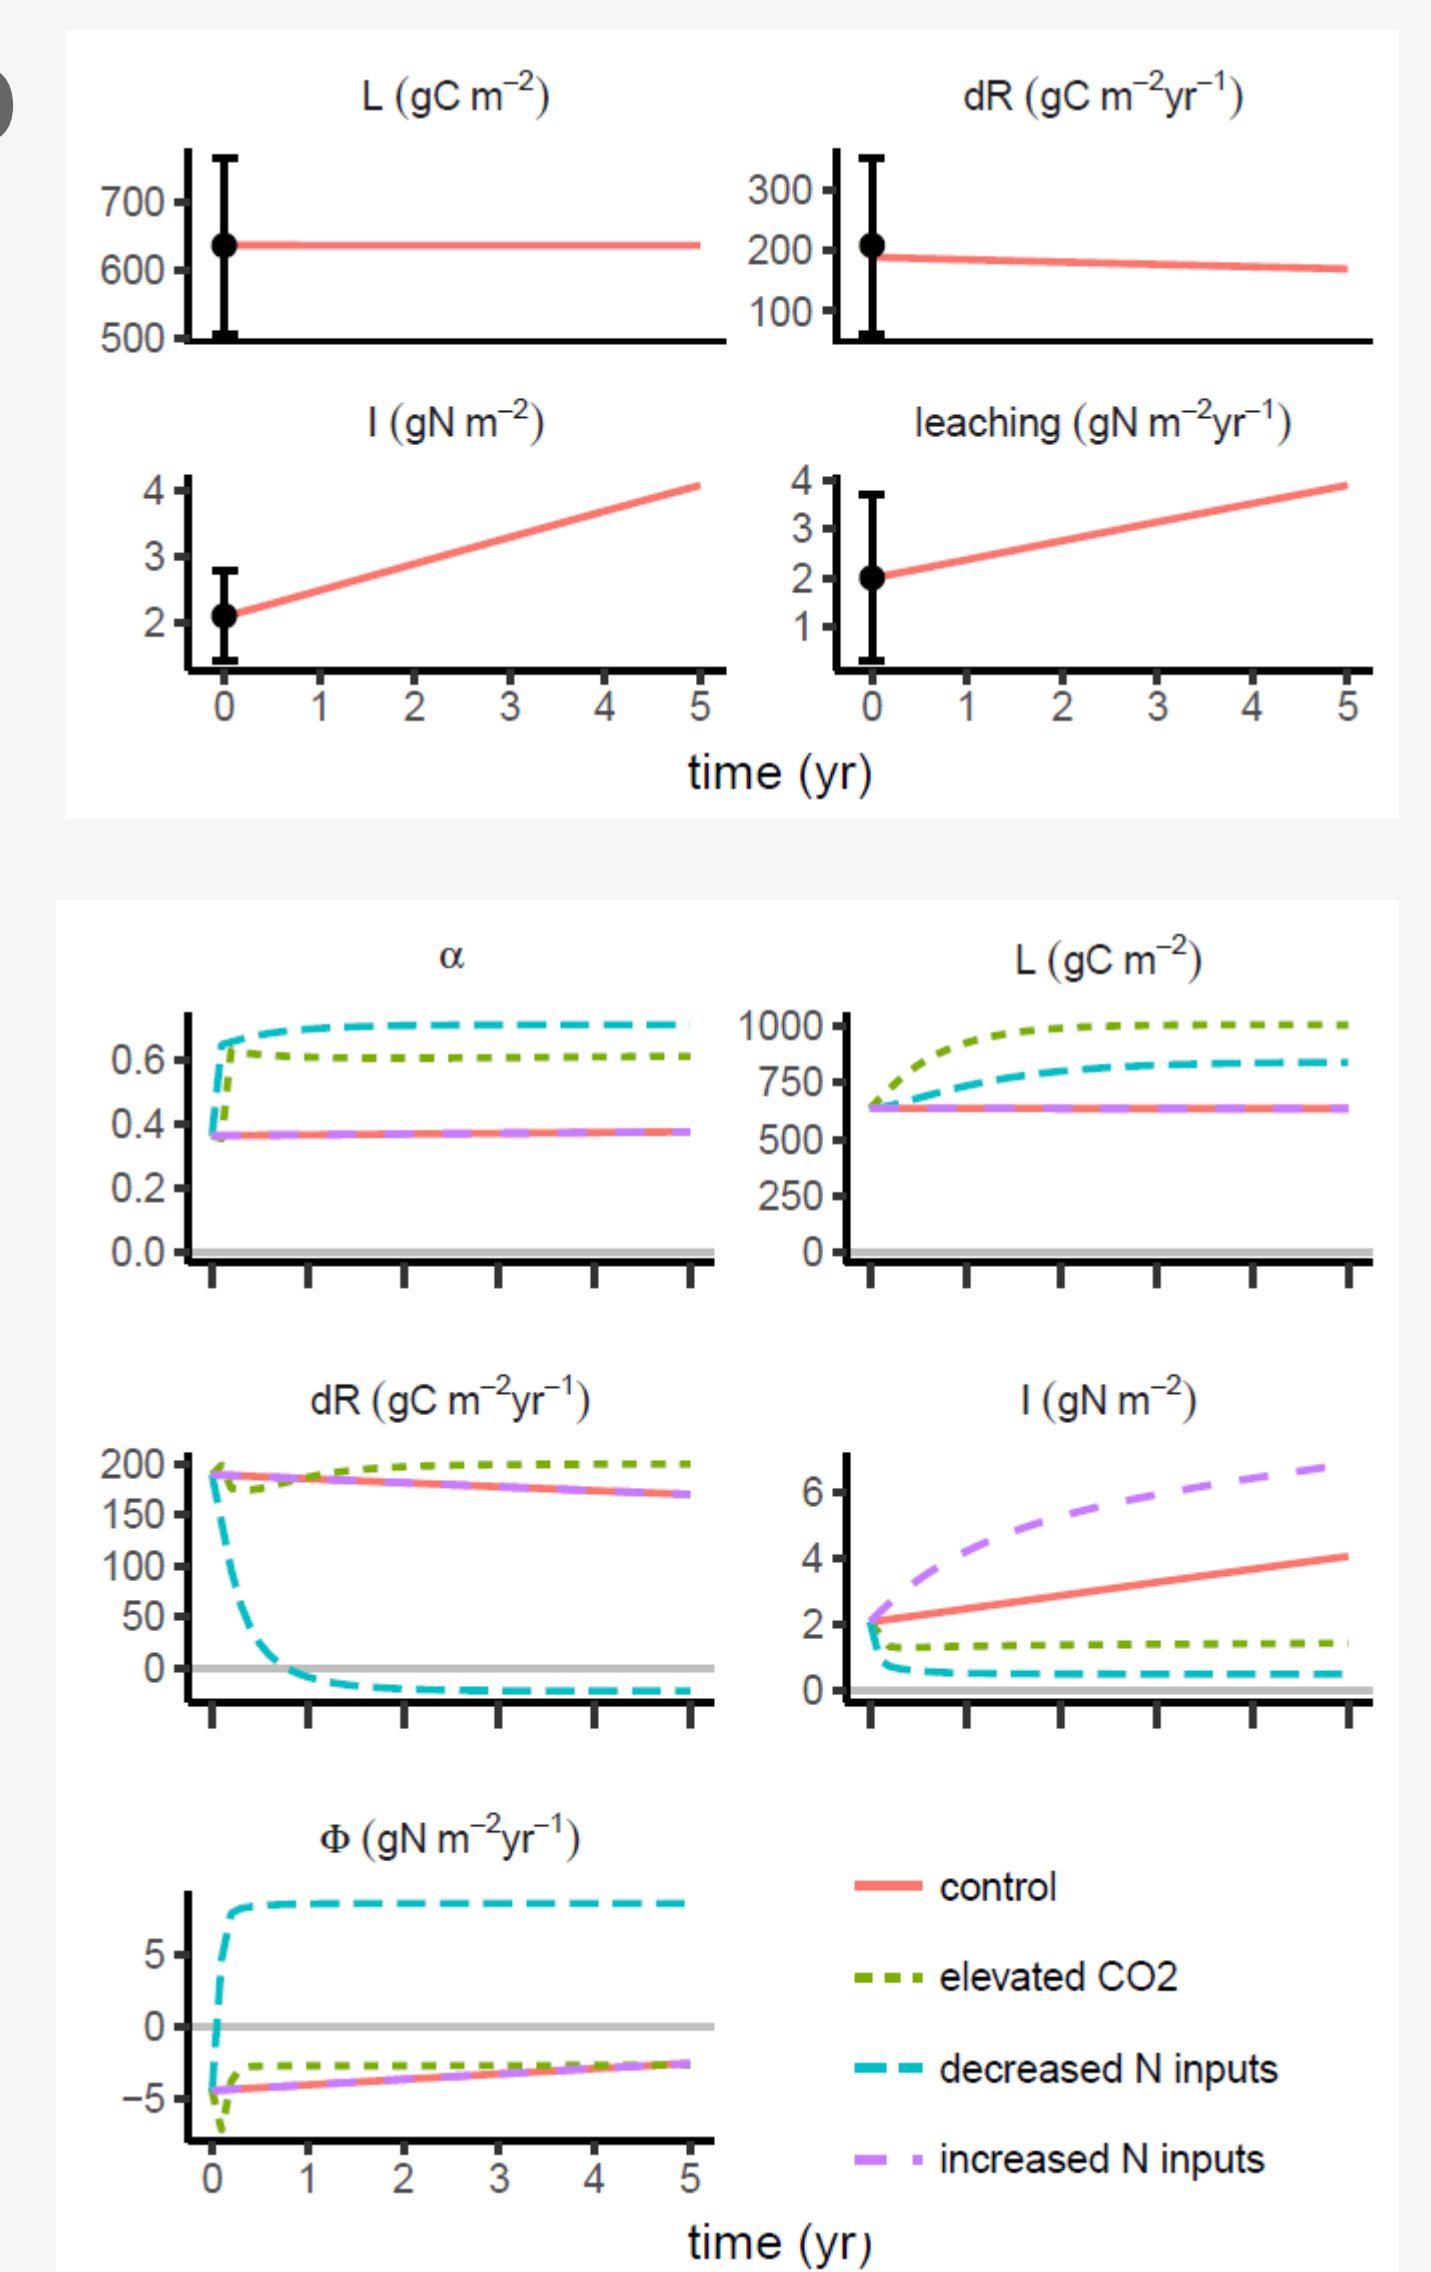 L (gC m⁻²) dR (gC m⁻²yr⁻¹)
700
600
500
300
200
100
I (gN m⁻²) leaching (gN m⁻²yr⁻¹)
4
3
2
4
3
2
1
0 1 2 3 4 5 0 1 2 3 4 5
time (yr)
α L (gC m⁻²)
0.6
0.4
0.2
0.0
1000
750
500
250
0
dR (gC m⁻²yr⁻¹) I (gN m⁻²)
200
150
100
50
0
6
4
2
0
Φ (gN m⁻²yr⁻¹)
5
0
−5
0 1 2 3 4 5
control
elevated CO2
decreased N inputs
increased N inputs
time (yr)